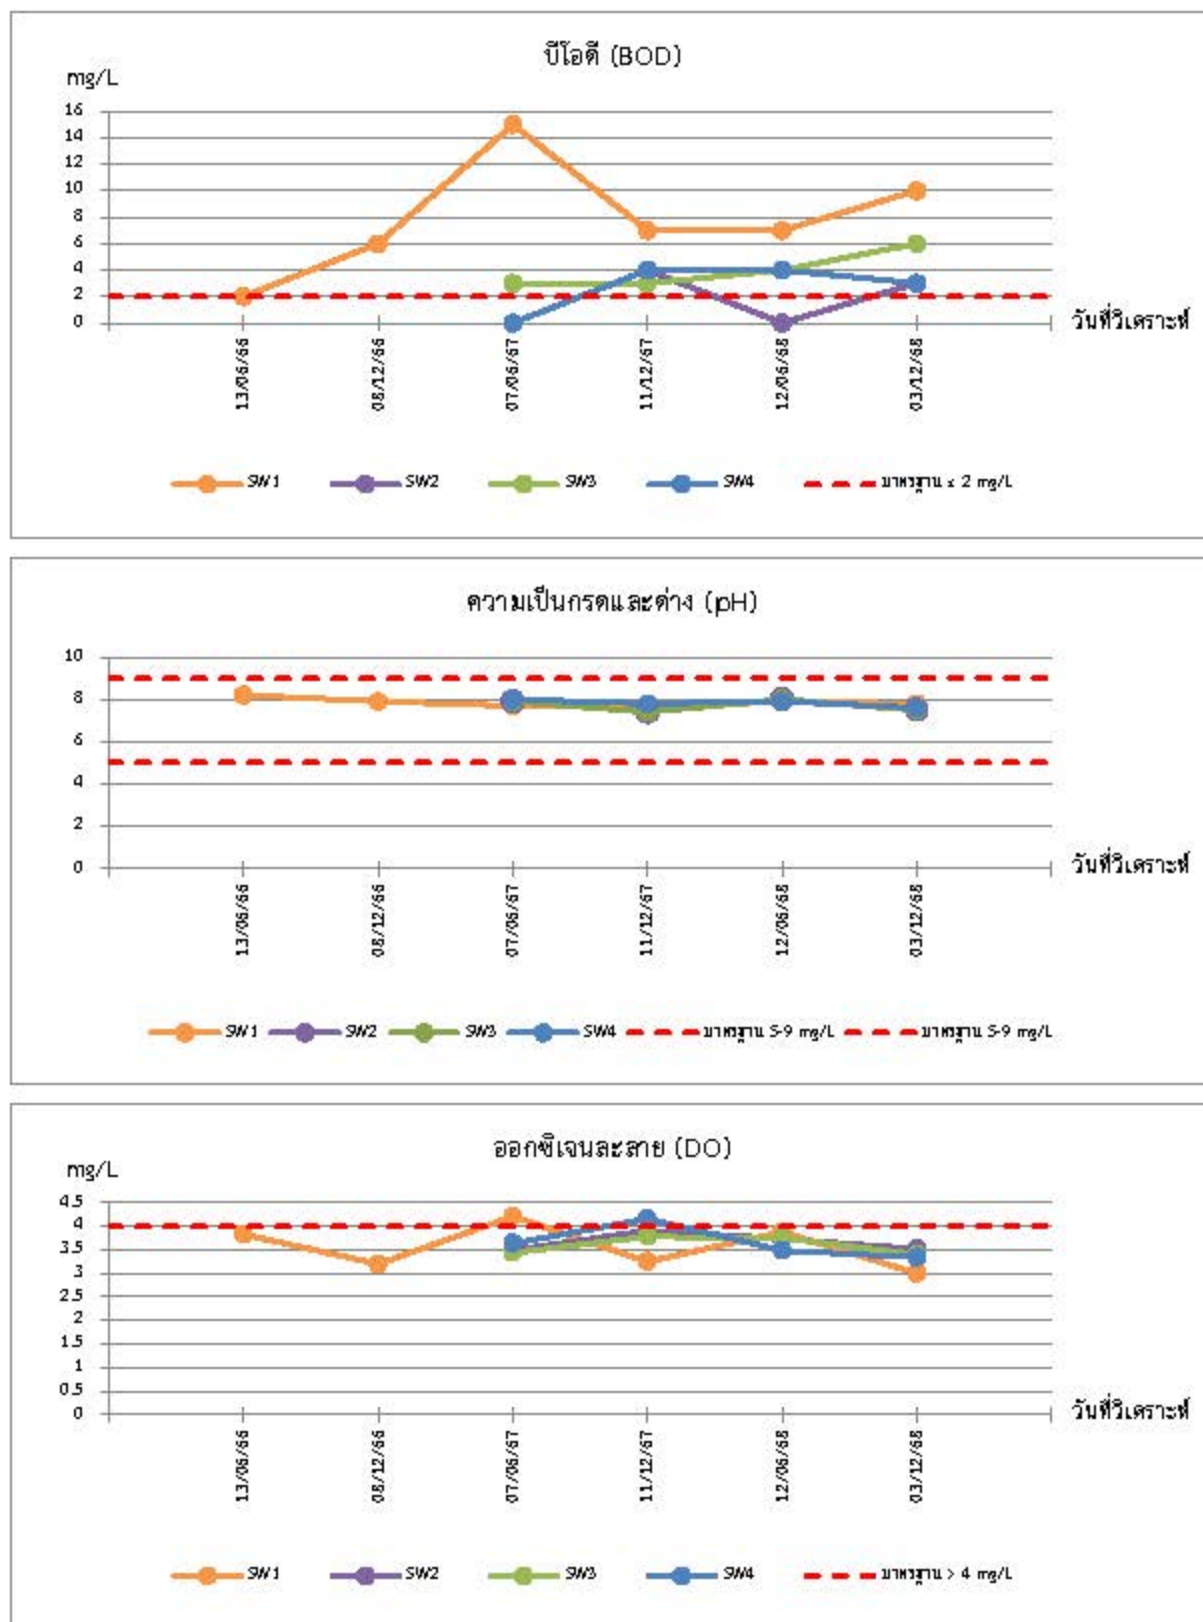 บีโอดี (BOD)
mg/L
16
14
12
10
8
6
4
2
0
วันที่วิเคราะห์
13/06/66 08/12/66 07/06/67 11/12/67 12/06/68 03/12/68
SW1 SW2 SW3 SW4 มาตรฐาน ≤ 2 mg/L
ความเป็นกรดและด่าง (pH)
10
8
6
4
2
0
วันที่วิเคราะห์
13/06/66 08/12/66 07/06/67 11/12/67 12/06/68 03/12/68
SW1 SW2 SW3 SW4 มาตรฐาน 5-9 mg/L มาตรฐาน 5-9 mg/L
ออกซิเจนละลาย (DO)
mg/L
4.5
4
3.5
3
2.5
2
1.5
1
0.5
0
วันที่วิเคราะห์
13/06/66 08/12/66 07/06/67 11/12/67 12/06/68 03/12/68
SW1 SW2 SW3 SW4 มาตรฐาน > 4 mg/L